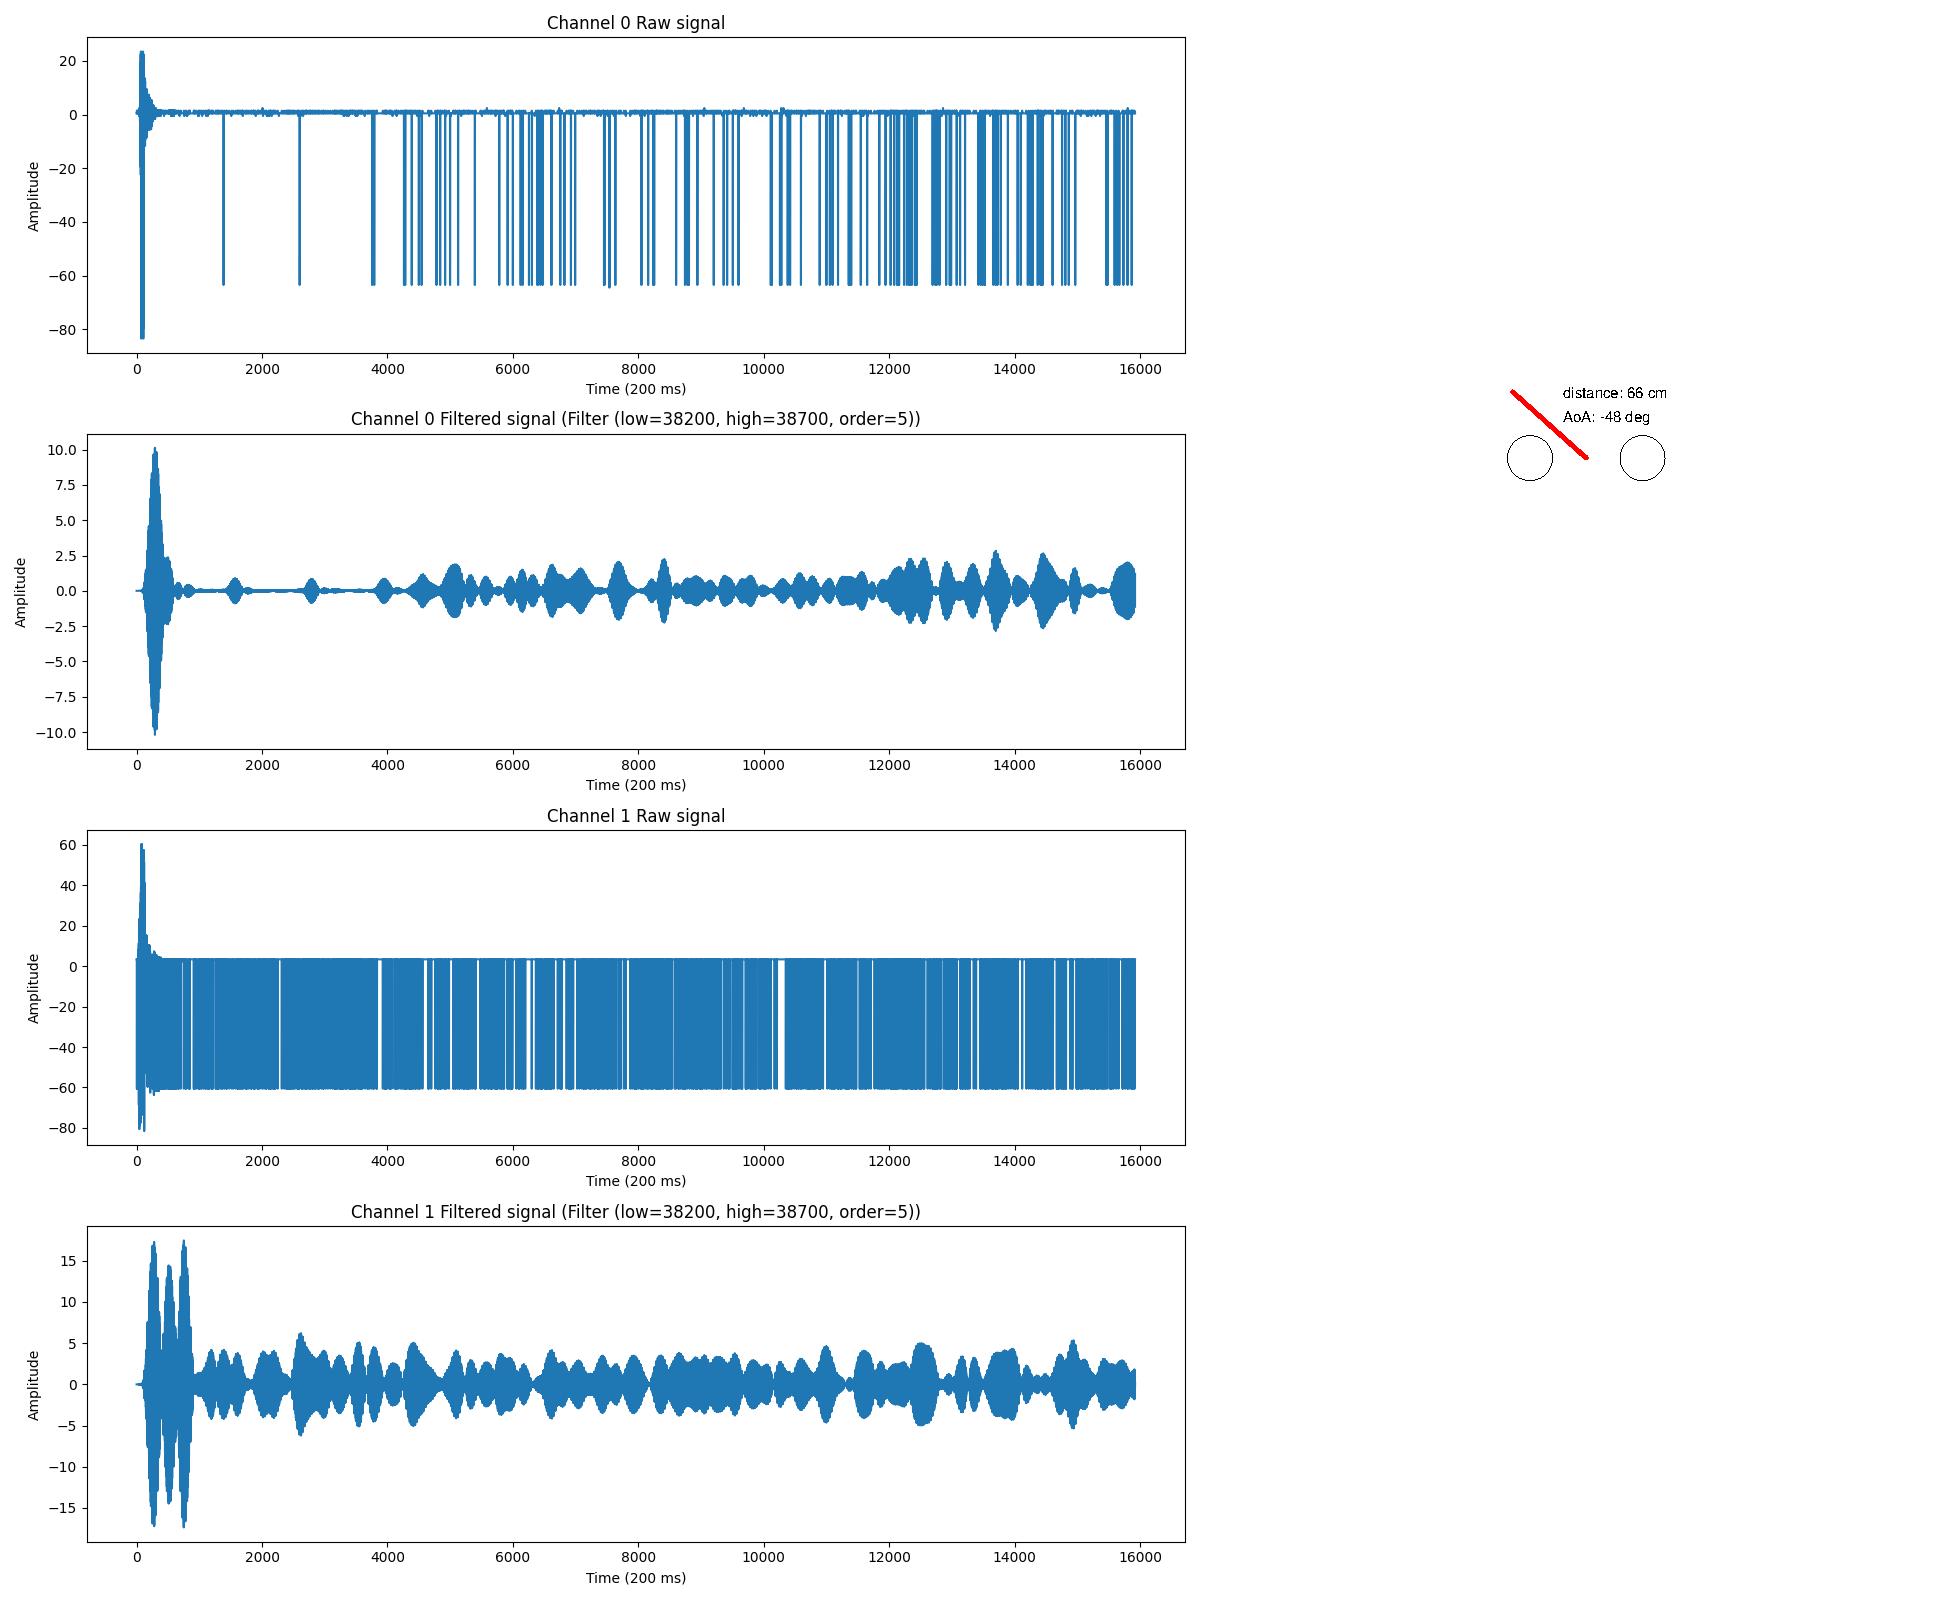 Channel 0 Raw signal
20
0
−20
−40
−60
−80
Amplitude
0 2000 4000 6000 8000 10000 12000 14000 16000
Time (200 ms)
Channel 0 Filtered signal (Filter (low=38200, high=38700, order=5))
10.0
7.5
5.0
2.5
0.0
−2.5
−5.0
−7.5
−10.0
Amplitude
0 2000 4000 6000 8000 10000 12000 14000 16000
Time (200 ms)
Channel 1 Raw signal
60
40
20
0
−20
−40
−60
−80
Amplitude
0 2000 4000 6000 8000 10000 12000 14000 16000
Time (200 ms)
Channel 1 Filtered signal (Filter (low=38200, high=38700, order=5))
15
10
5
0
−5
−10
−15
Amplitude
0 2000 4000 6000 8000 10000 12000 14000 16000
Time (200 ms)
distance: 66 cm
AoA: -48 deg